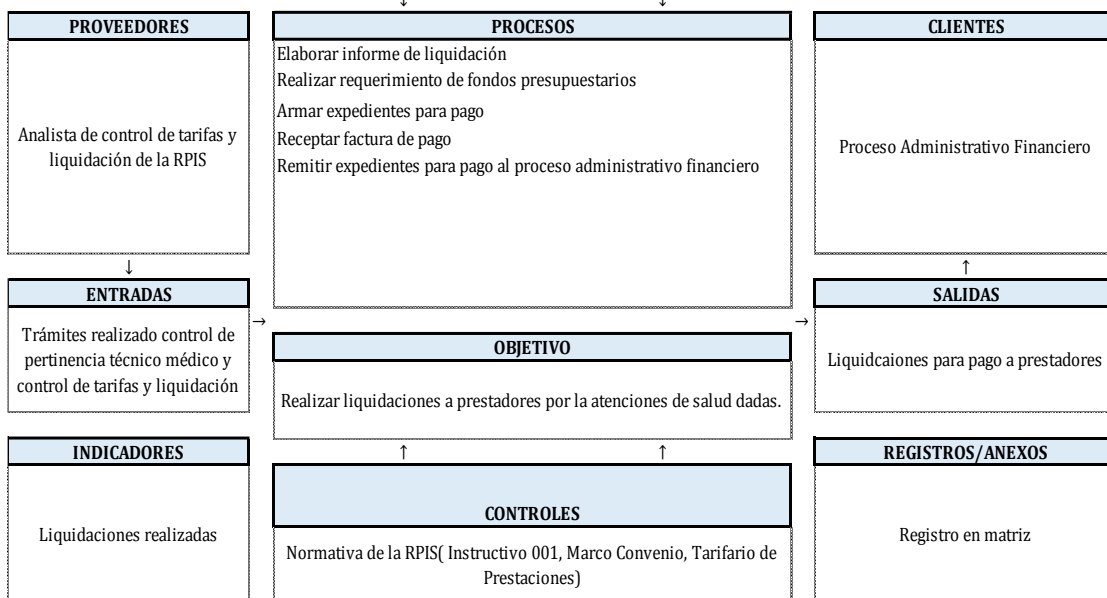 PROVEEDORES
Analista de control de tarifas y
liquidación de la RPIS
PROCESOS
Elaborar informe de liquidación
Realizar requerimiento de fondos presupuestarios
Armar expedientes para pago
Receptar factura de pago
Remitir expedientes para pago al proceso administrativo financiero
CLIENTES
Proceso Administrativo Financiero
ENTRADAS
Trámites realizado control de
pertinencia técnico médico y
control de tarifas y liquidación
OBJETIVO
Realizar liquidaciones a prestadores por la atenciones de salud dadas.
SALIDAS
Liquidcaiones para pago a prestadores
INDICADORES
Liquidaciones realizadas
CONTROLES
Normativa de la RPIS( Instructivo 001, Marco Convenio, Tarifario de
Prestaciones)
REGISTROS/ANEXOS
Registro en matriz